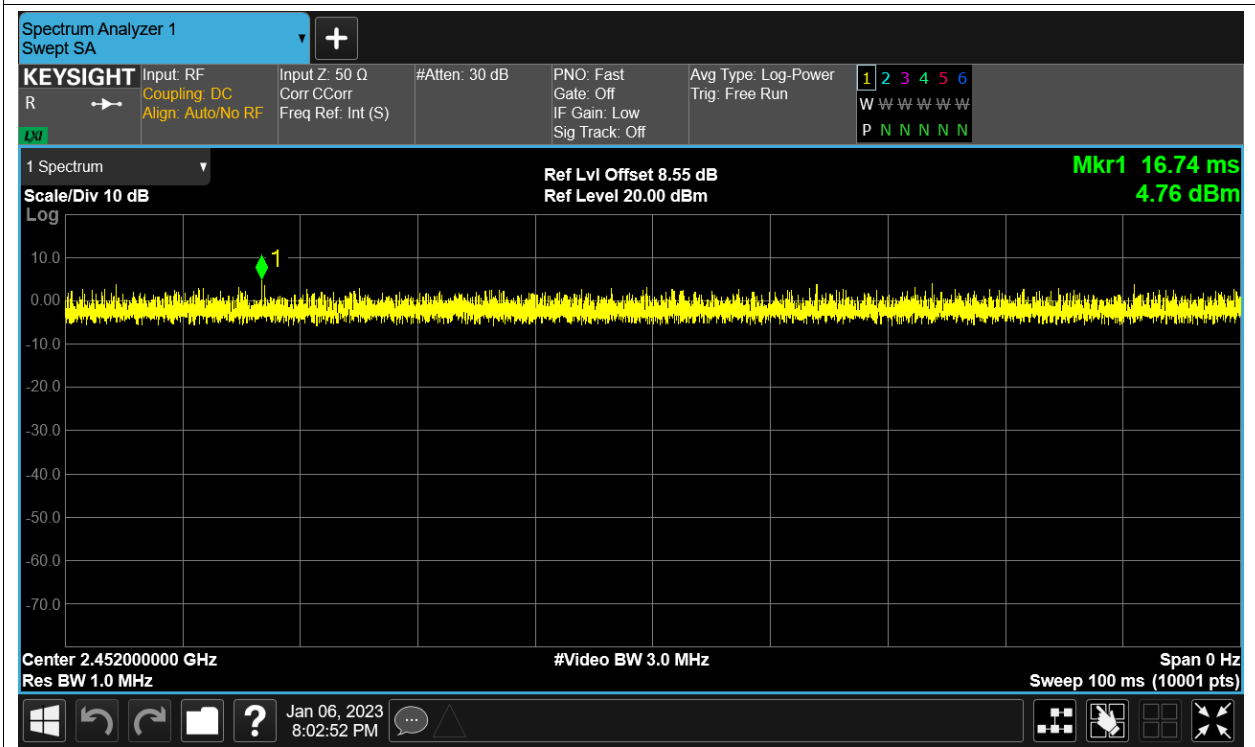 Spectrum Analyzer 1
Swept SA
KEYSIGHT Input: RF Input Z: 50 Ω #Atten: 30 dB PNO: Fast Avg Type: Log-Power 1 2 3 4 5 6
R Coupling: DC Corr CCorr Gate: Off Trig: Free Run W W W W W W
Align: Auto/No RF Freq Ref: Int (S) IF Gain: Low P N N N N N
LXI Sig Track: Off
1 Spectrum Ref Lvl Offset 8.55 dB Mkr1 16.74 ms
Scale/Div 10 dB Ref Level 20.00 dBm 4.76 dBm
Log
1
10.0
0.00
-10.0
-20.0
-30.0
-40.0
-50.0
-60.0
-70.0
Center 2.452000000 GHz #Video BW 3.0 MHz Span 0 Hz
Res BW 1.0 MHz Sweep 100 ms (10001 pts)
? Jan 06, 2023
8:02:52 PM